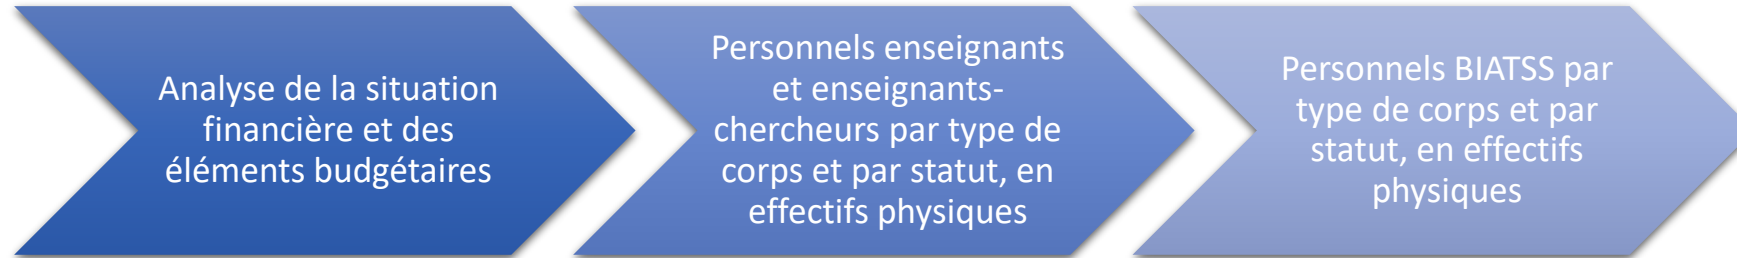 Analyse de la situation
financière et des
éléments budgétaires
Personnels enseignants
et enseignants-
chercheurs par type de
corps et par statut, en
effectifs physiques
Personnels BIATSS par
type de corps et par
statut, en effectifs
physiques